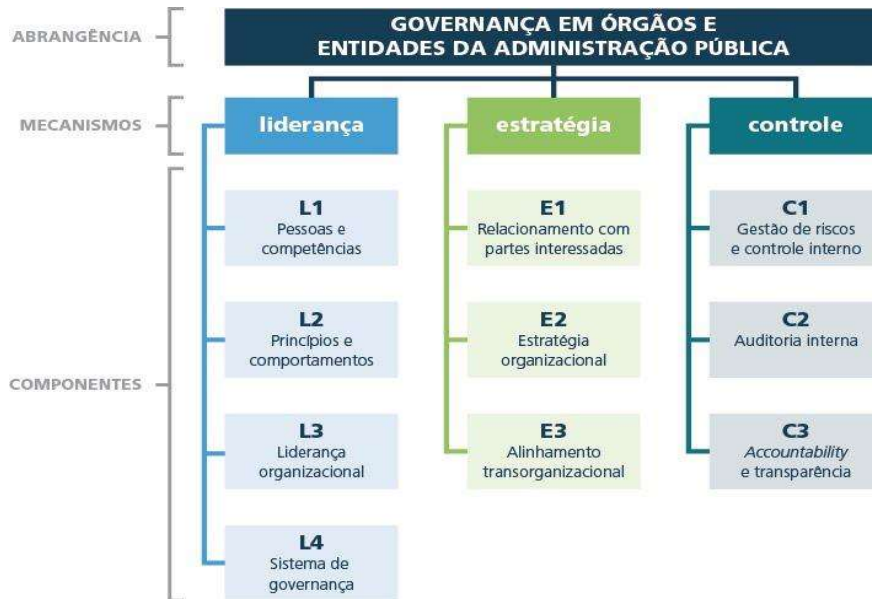 ABRANGÊNCIA
GOVERNANÇA EM ÓRGÃOS E
ENTIDADES DA ADMINISTRAÇÃO PÚBLICA
MECANISMOS
liderança
estratégia
controle
COMPONENTES
L1
Pessoas e
competências
L2
Princípios e
comportamentos
L3
Liderança
organizacional
L4
Sistema de
governança
E1
Relacionamento com
partes interessadas
E2
Estratégia
organizacional
E3
Alinhamento
transorganizacional
C1
Gestão de riscos
e controle interno
C2
Auditoria interna
C3
Accountability
e transparência